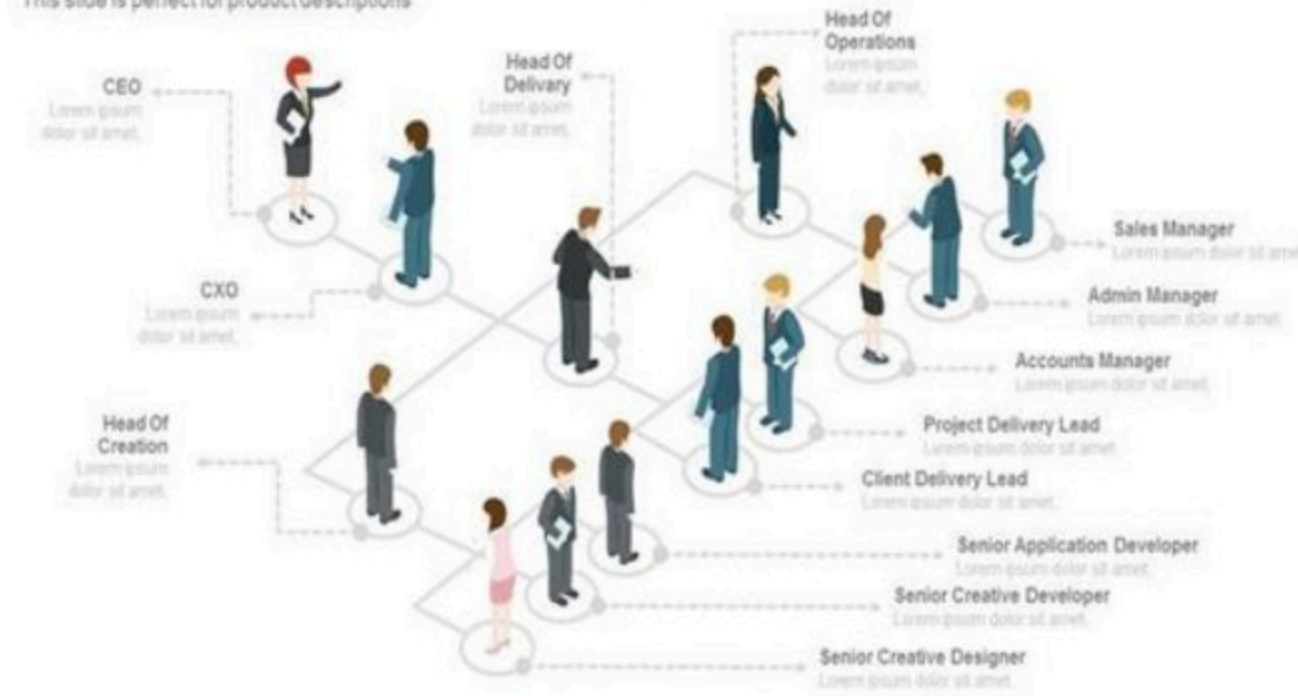 This slide is perfect for product descriptions
Head Of
Operations
Lorem ipsum
dolor sit amet,
Head Of
Delivary
Lorem ipsum
dolor sit amet,
CEO
Lorem ipsum
dolor sit amet,
Sales Manager
Lorem ipsum dolor sit amet
CXO
Lorem ipsum
dolor sit amet,
Admin Manager
Lorem ipsum dolor sit amet,
Accounts Manager
Lorem ipsum dolor sit amet,
Head Of
Creation
Lorem ipsum
dolor sit amet,
Project Delivery Lead
Lorem ipsum dolor sit amet,
Client Delivery Lead
Lorem ipsum dolor sit amet,
Senior Application Developer
Lorem ipsum dolor sit amet,
Senior Creative Developer
Lorem ipsum dolor sit amet,
Senior Creative Designer
Lorem ipsum dolor sit amet,